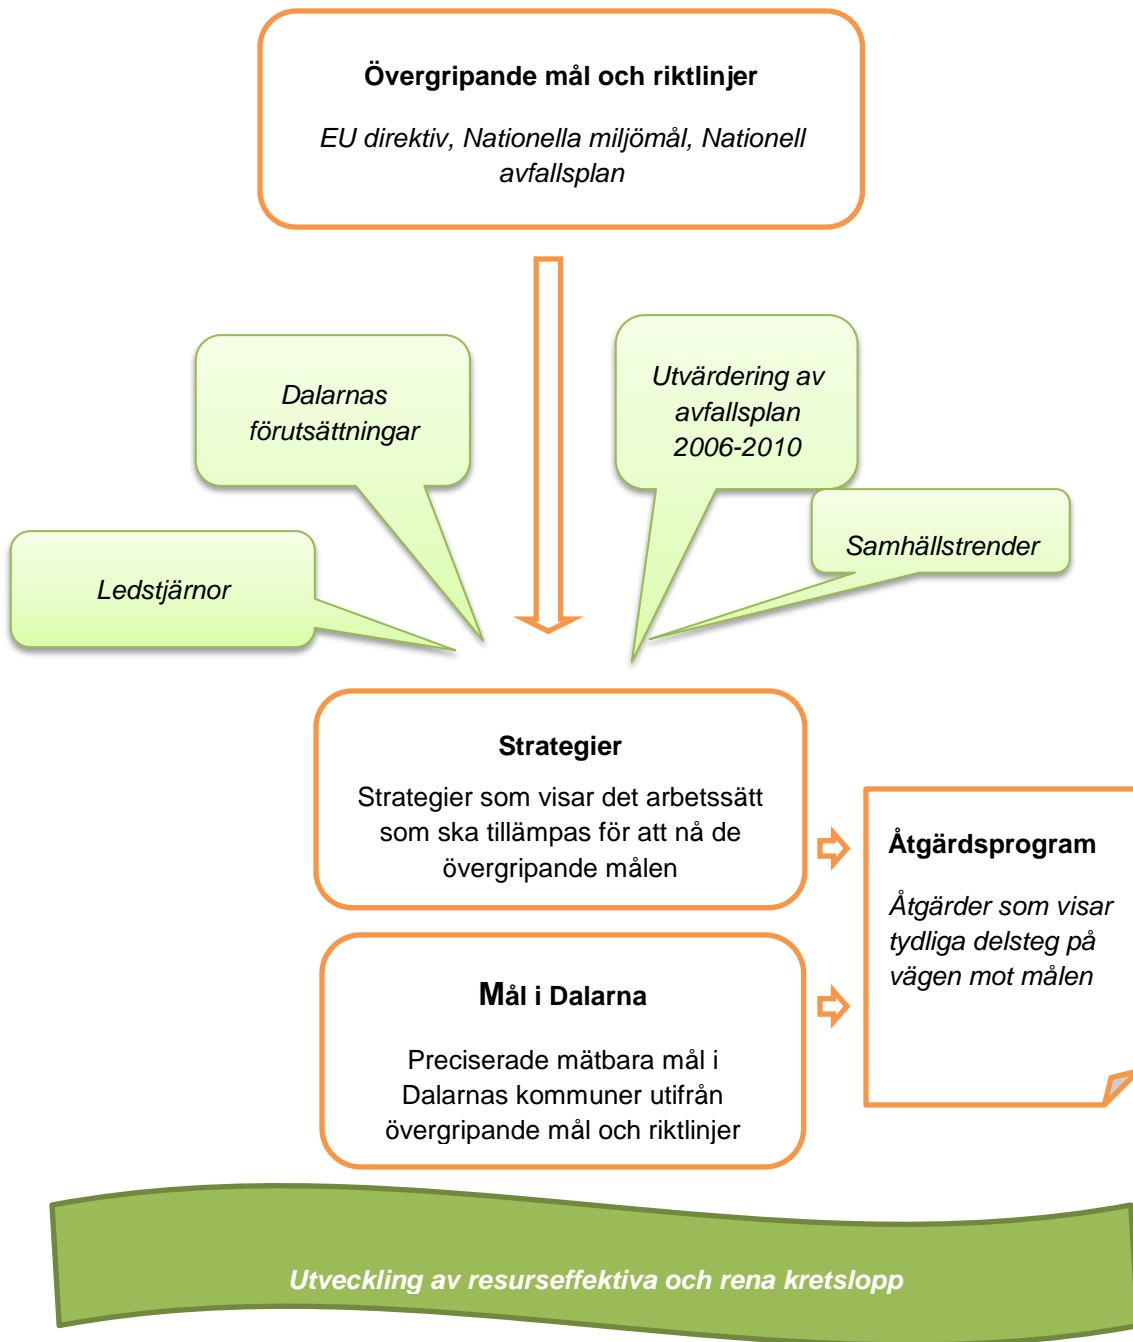 Övergripande mål och riktlinjer
EU direktiv, Nationella miljömål, Nationell
avfallsplan
Dalarnas
förutsättningar
Utvärdering av
avfallsplan
2006-2010
Samhällstrender
Ledstjärnor
Strategier
Strategier som visar det arbetssätt
som ska tillämpas för att nå de
övergripande målen
Åtgärdsprogram
Åtgärder som visar
tydliga delsteg på
vägen mot målen
Mål i Dalarna
Preciserade mätbara mål i
Dalarnas kommuner utifrån
övergripande mål och riktlinjer
Utveckling av resurseffektiva och rena kretslopp